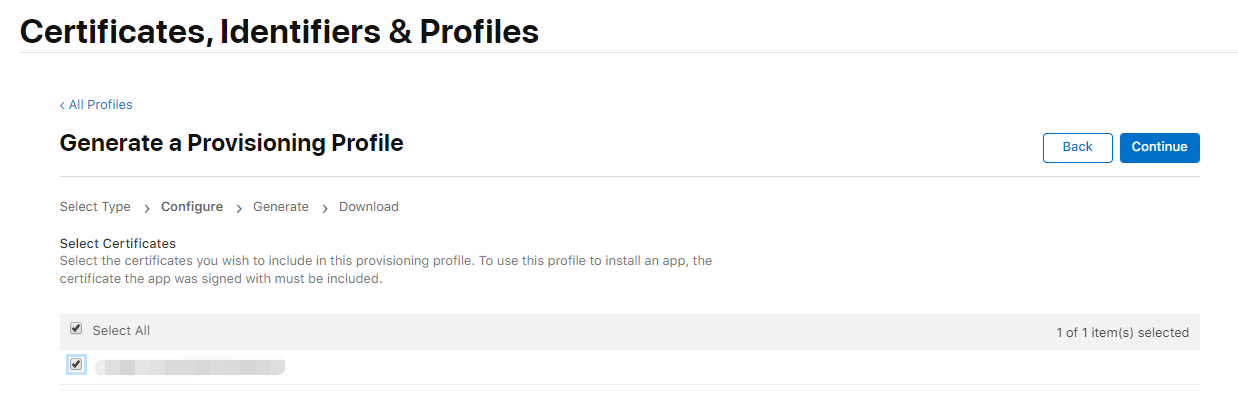 Certificates, Identifiers & Profiles
‹ All Profiles
Generate a Provisioning Profile
Back
Continue
Select Type › Configure › Generate › Download
Select Certificates
Select the certificates you wish to include in this provisioning profile. To use this profile to install an app, the
certificate the app was signed with must be included.
Select All
1 of 1 item(s) selected